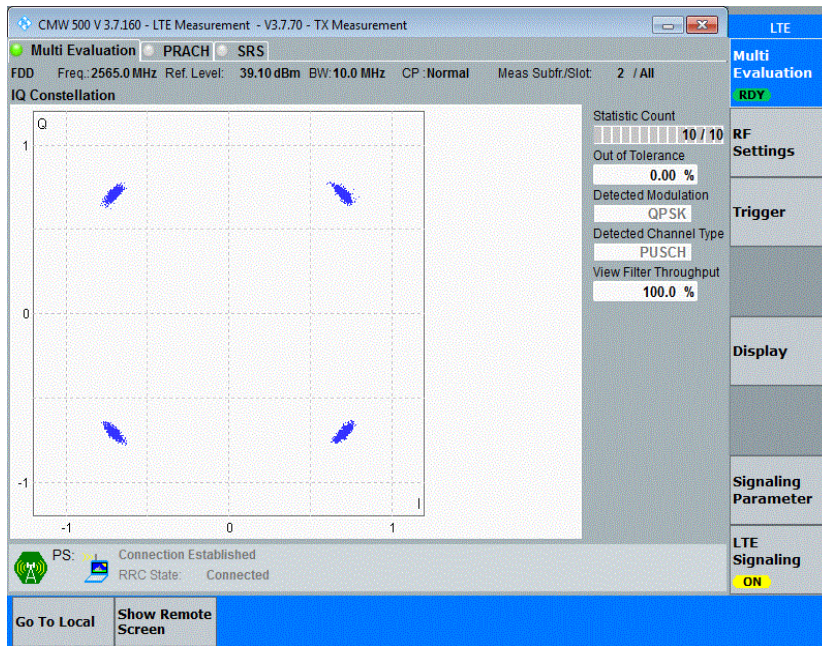 CMW 500 V 3.7.160 - LTE Measurement - V3.7.70 - TX Measurement
LTE
Multi Evaluation PRACH SRS
Multi
Evaluation
RDY
FDD Freq.: 2565.0 MHz Ref. Level: 39.10 dBm BW: 10.0 MHz CP : Normal Meas Subfr./Slot: 2 / All
IQ Constellation
Q
1
0
-1
-1
0
1
I
Statistic Count
10 / 10
Out of Tolerance
0.00 %
Detected Modulation
QPSK
Detected Channel Type
PUSCH
View Filter Throughput
100.0 %
RF
Settings
Trigger
Display
Signaling
Parameter
LTE
Signaling
ON
PS: Connection Established
RRC State: Connected
Go To Local
Show Remote
Screen